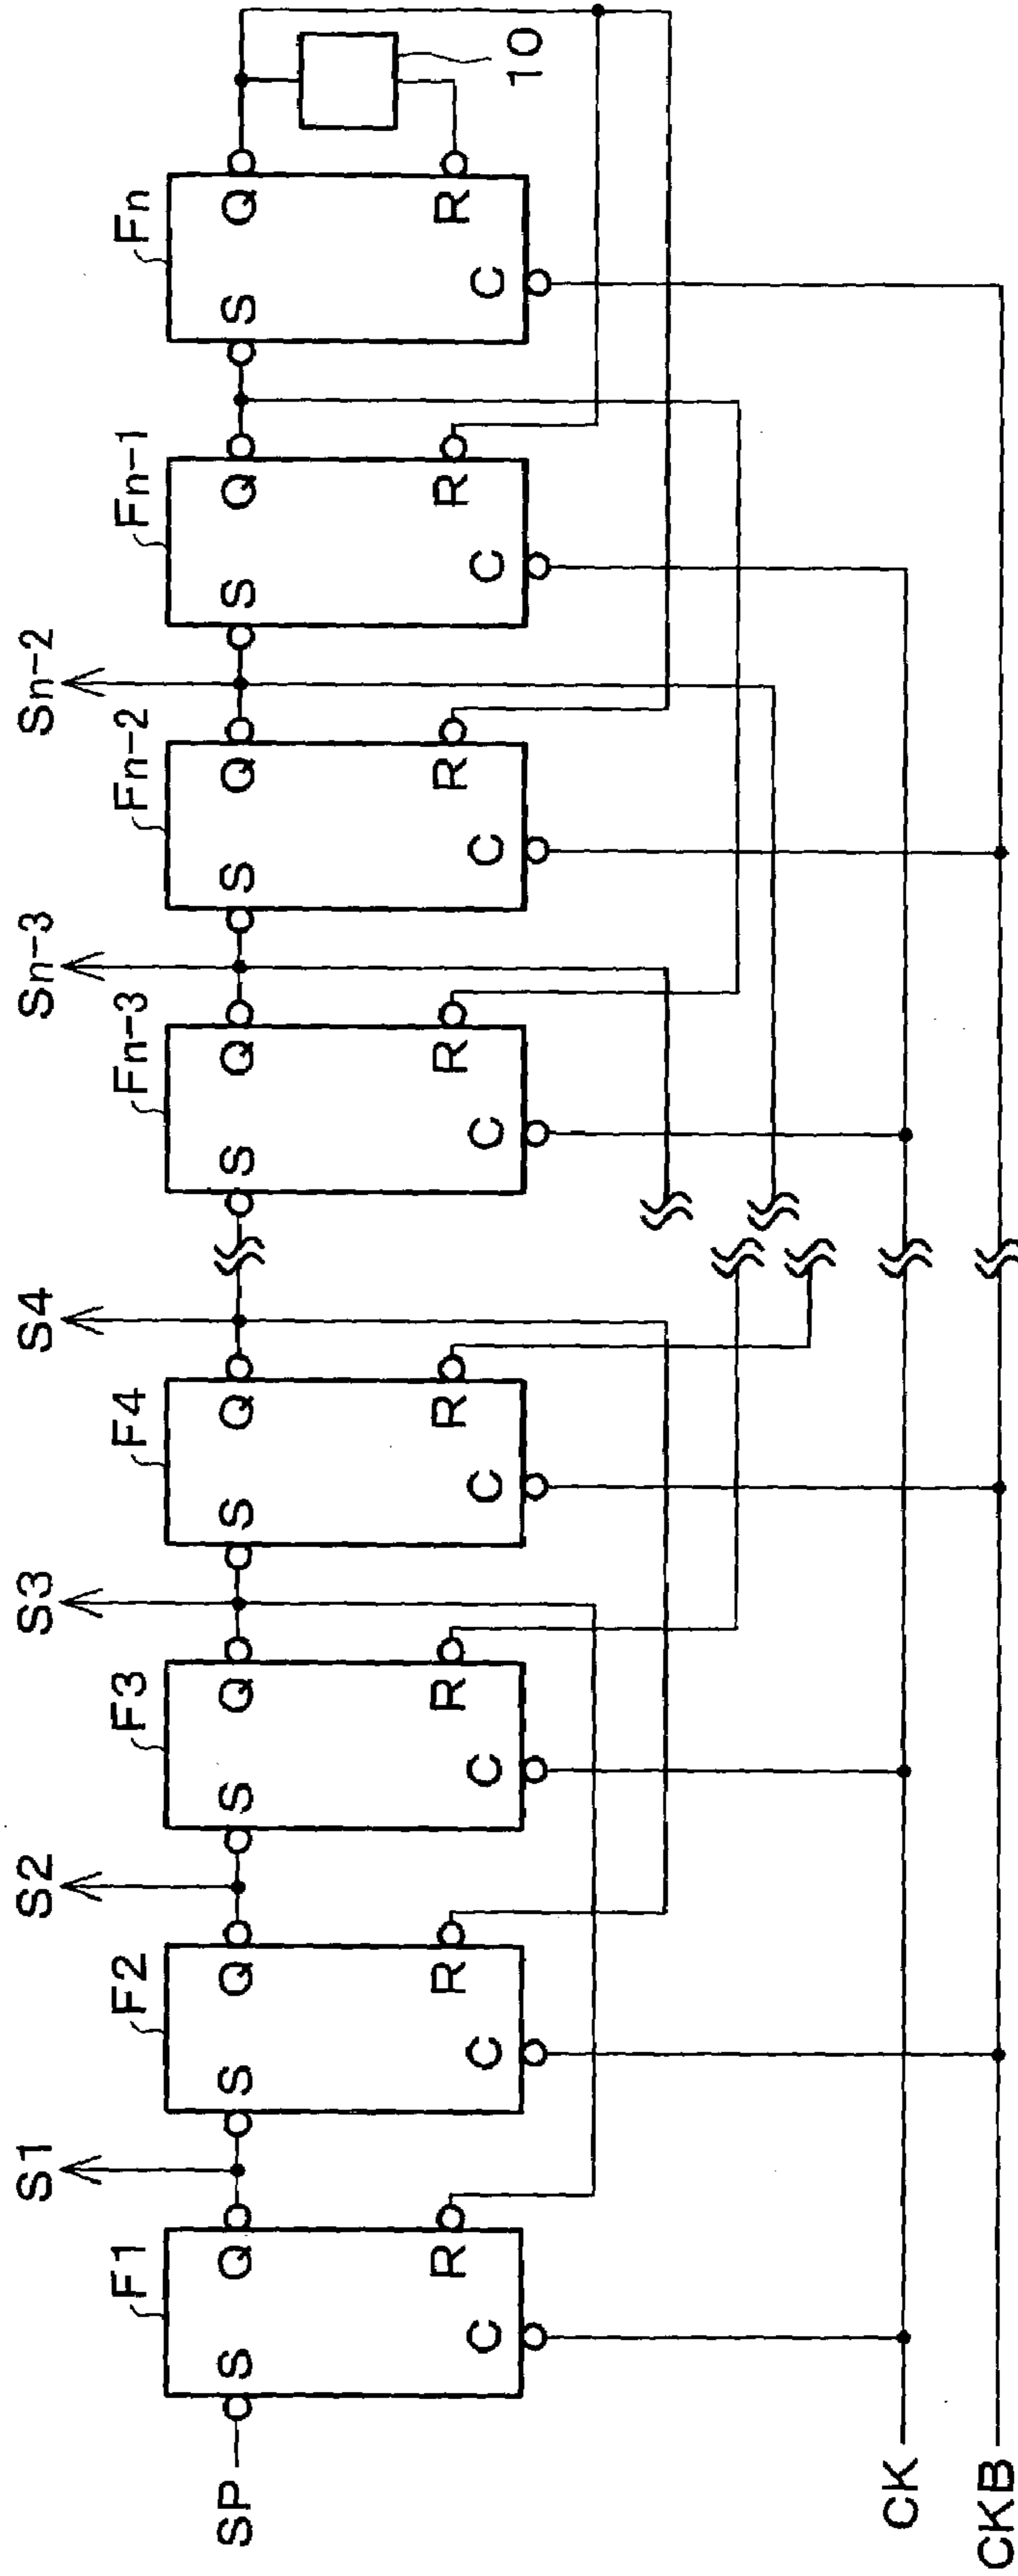 S1 S2 S3 S4 Sn-3 Sn-2
F1 F2 F3 F4 Fn-3 Fn-2 Fn-1 Fn
SP S Q S Q S Q S Q S Q S Q S Q S Q
10
R R R R R R R R
C C C C C C C C
CK
CKB